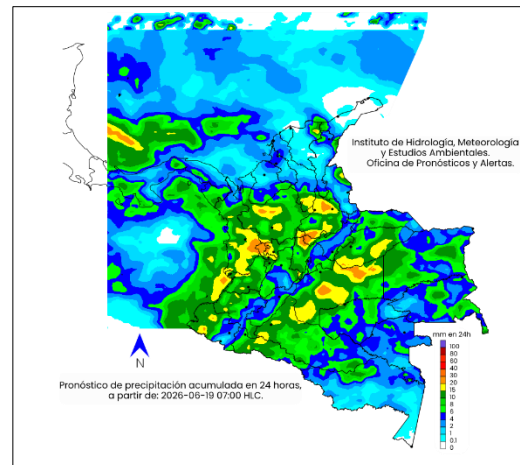 Instituto de Hidrología, Meteorología
y Estudios Ambientales.
Oficina de Pronósticos y Alertas.
mm en 24h
100
80
60
40
30
20
15
10
8
6
4
2
1
0.1
0
N
Pronóstico de precipitación acumulada en 24 horas,
a partir de: 2026-06-19 07:00 HLC.